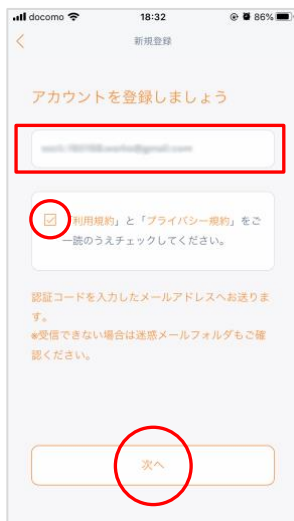 docomo 18:32 86%
新規登録
アカウントを登録しましょう
「利用規約」と「プライバシー規約」をご
一読のうえチェックしてください。
認証コードを入力したメールアドレスへお送りま
す。
※受信できない場合は迷惑メールフォルダもご確
認ください。
次へ